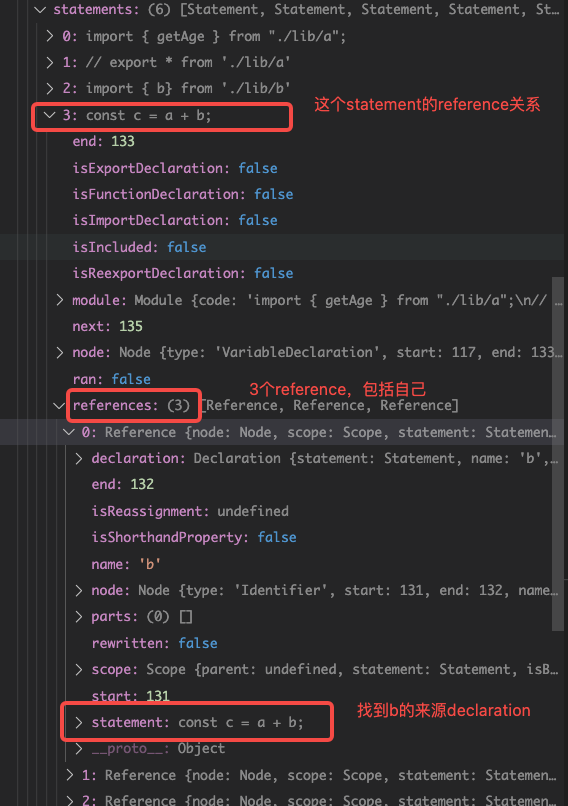 statements: (6) [Statement, Statement, Statement, Statement, St…
0: import { getAge } from "./lib/a";
1: // export * from './lib/a'
2: import { b} from './lib/b'
3: const c = a + b;
这个statement的reference关系
end: 133
isExportDeclaration: false
isFunctionDeclaration: false
isImportDeclaration: false
isIncluded: false
isReexportDeclaration: false
module: Module {code: 'import { getAge } from "./lib/a";\n// …
next: 135
node: Node {type: 'VariableDeclaration', start: 117, end: 133…
ran: false
3个reference，包括自己
references: (3) [Reference, Reference, Reference]
0: Reference {node: Node, scope: Scope, statement: Statemen…
declaration: Declaration {statement: Statement, name: 'b',…
end: 132
isReassignment: undefined
isShorthandProperty: false
name: 'b'
node: Node {type: 'Identifier', start: 131, end: 132, name…
parts: (0) []
rewritten: false
scope: Scope {parent: undefined, statement: Statement, isB…
start: 131
statement: const c = a + b;
找到b的来源declaration
__proto__: Object
1: Reference {node: Node, scope: Scope, statement: Statemen…
2: Reference {node: Node, scope: Scope, statement: Statemen…